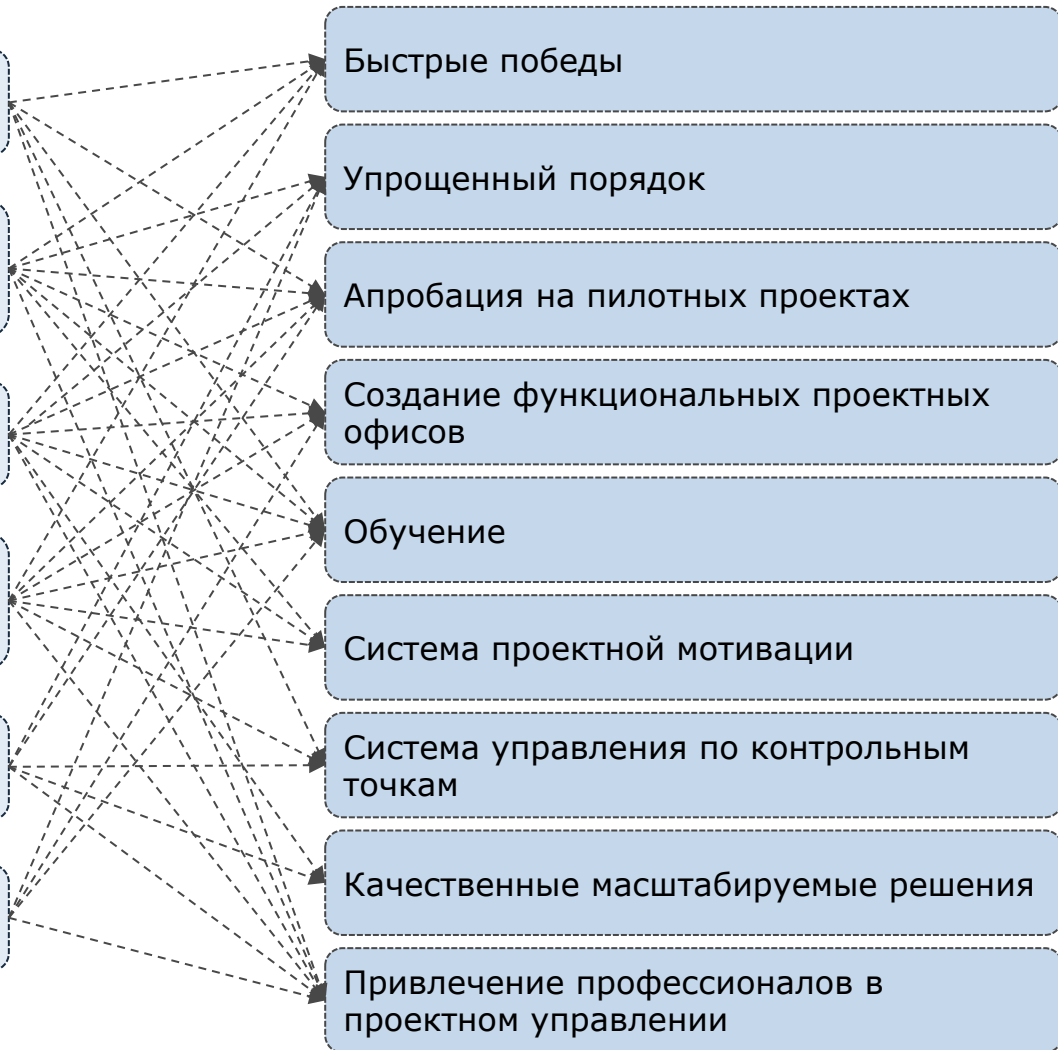 Быстрые победы
Упрощенный порядок
Апробация на пилотных проектах
Создание функциональных проектных
офисов
Обучение
Система проектной мотивации
Система управления по контрольным
точкам
Качественные масштабируемые решения
Привлечение профессионалов в
проектном управлении